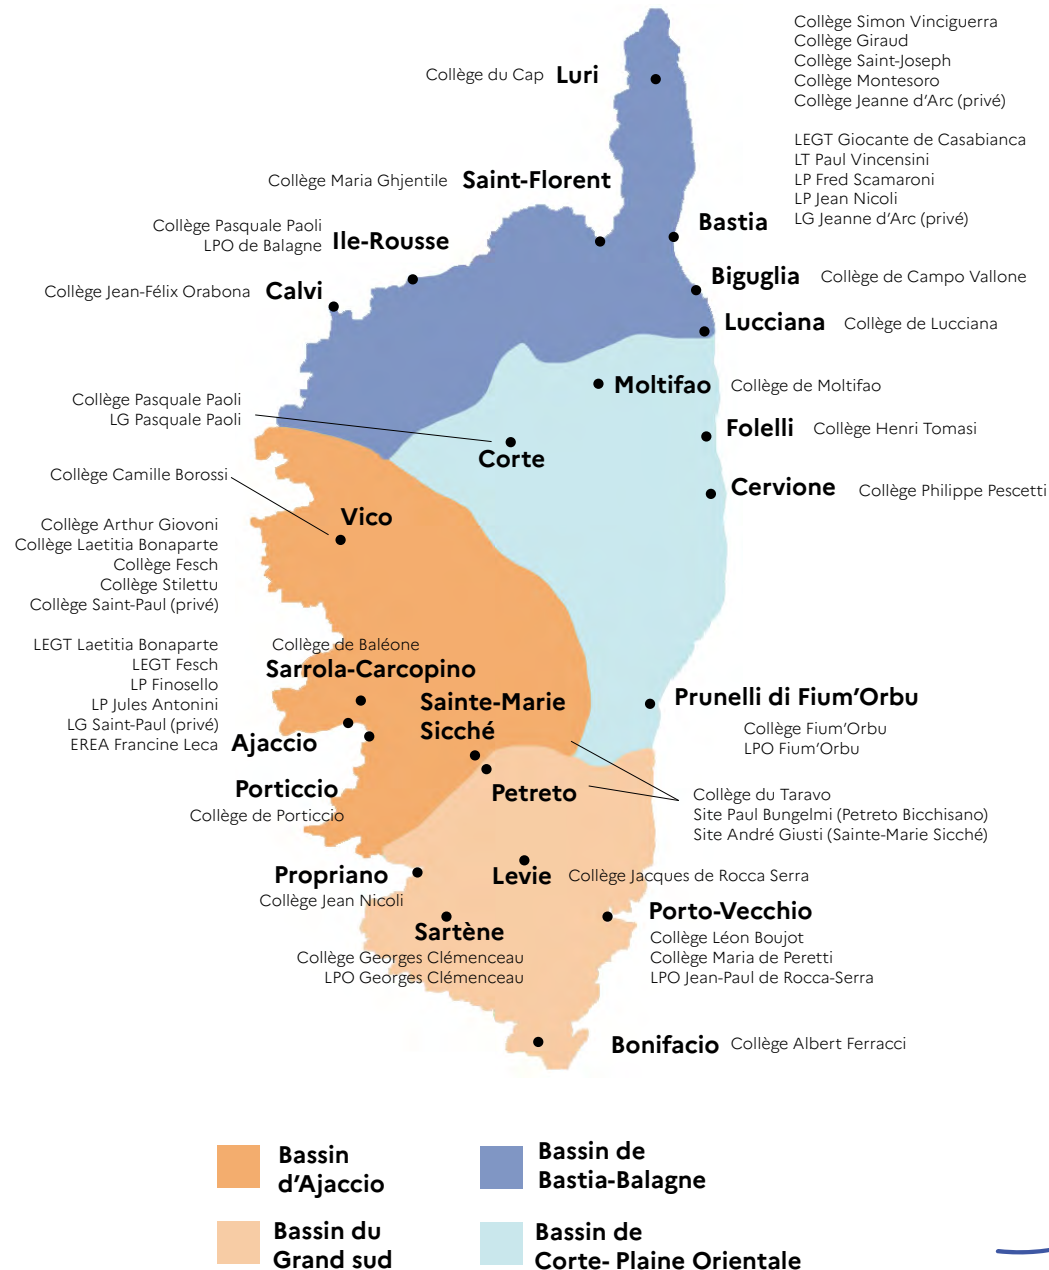 Collège Simon Vinciguerra
Collège Giraud
Collège Saint-Joseph
Collège Montesoro
Collège Jeanne d'Arc (privé)
LEGT Giocante de Casabianca
LT Paul Vincensini
LP Fred Scamaroni
LP Jean Nicoli
LG Jeanne d'Arc (privé)
Collège du Cap Luri
Collège Maria Ghjentile Saint-Florent
Bastia
Collège Pasquale Paoli
LPO de Balagne Ile-Rousse
Biguglia Collège de Campo Vallone
Collège Jean-Félix Orabona Calvi
Lucciana Collège de Lucciana
Moltifao Collège de Moltifao
Collège Pasquale Paoli
LG Pasquale Paoli
Folelli Collège Henri Tomasi
Corte
Collège Camille Borossi
Cervione Collège Philippe Pescetti
Vico
Collège Arthur Giovoni
Collège Laetitia Bonaparte
Collège Fesch
Collège Stilettu
Collège Saint-Paul (privé)
LEGT Laetitia Bonaparte
LEGT Fesch
LP Finosello
LP Jules Antonini
LG Saint-Paul (privé)
EREA Francine Leca
Ajaccio
Collège de Baléone
Sarrola-Carcopino
Sainte-Marie
Sicché
Prunelli di Fium'Orbu
Collège Fium'Orbu
LPO Fium'Orbu
Porticcio
Collège de Porticcio
Petreto
Collège du Taravo
Site Paul Bungelmi (Petreto Bicchisano)
Site André Giusti (Sainte-Marie Sicché)
Propriano
Collège Jean Nicoli
Levie Collège Jacques de Rocca Serra
Sartène
Collège Georges Clémenceau
LPO Georges Clémenceau
Porto-Vecchio
Collège Léon Boujot
Collège Maria de Peretti
LPO Jean-Paul de Rocca-Serra
Bonifacio Collège Albert Ferracci
Bassin
d'Ajaccio
Bassin de
Bastia-Balagne
Bassin du
Grand sud
Bassin de
Corte- Plaine Orientale